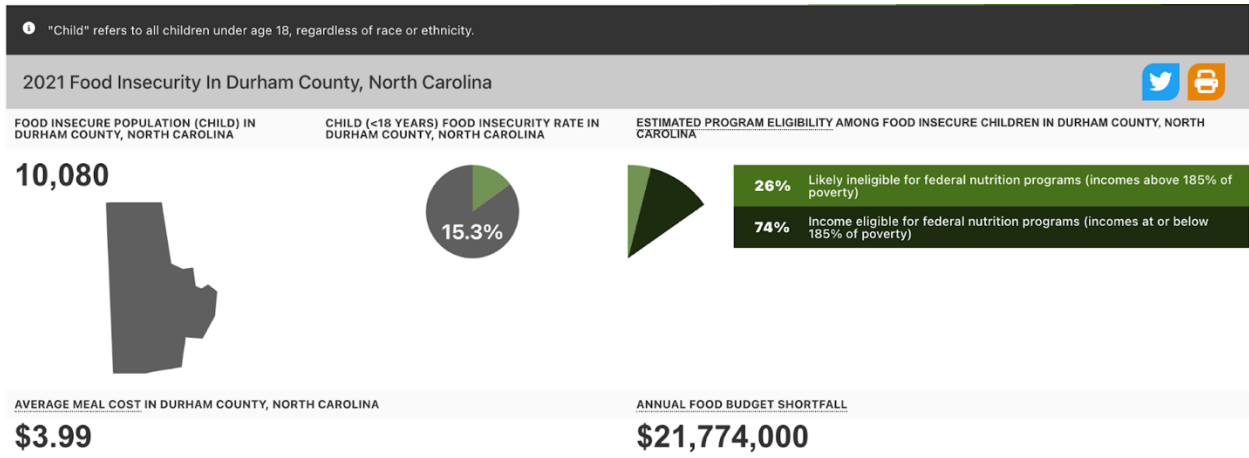 "Child" refers to all children under age 18, regardless of race or ethnicity.
2021 Food Insecurity In Durham County, North Carolina
FOOD INSECURE POPULATION (CHILD) IN
DURHAM COUNTY, NORTH CAROLINA
10,080
CHILD (<18 YEARS) FOOD INSECURITY RATE IN
DURHAM COUNTY, NORTH CAROLINA
15.3%
ESTIMATED PROGRAM ELIGIBILITY AMONG FOOD INSECURE CHILDREN IN DURHAM COUNTY, NORTH
CAROLINA
26% Likely ineligible for federal nutrition programs (incomes above 185% of
poverty)
74% Income eligible for federal nutrition programs (incomes at or below
185% of poverty)
AVERAGE MEAL COST IN DURHAM COUNTY, NORTH CAROLINA
$3.99
ANNUAL FOOD BUDGET SHORTFALL
$21,774,000